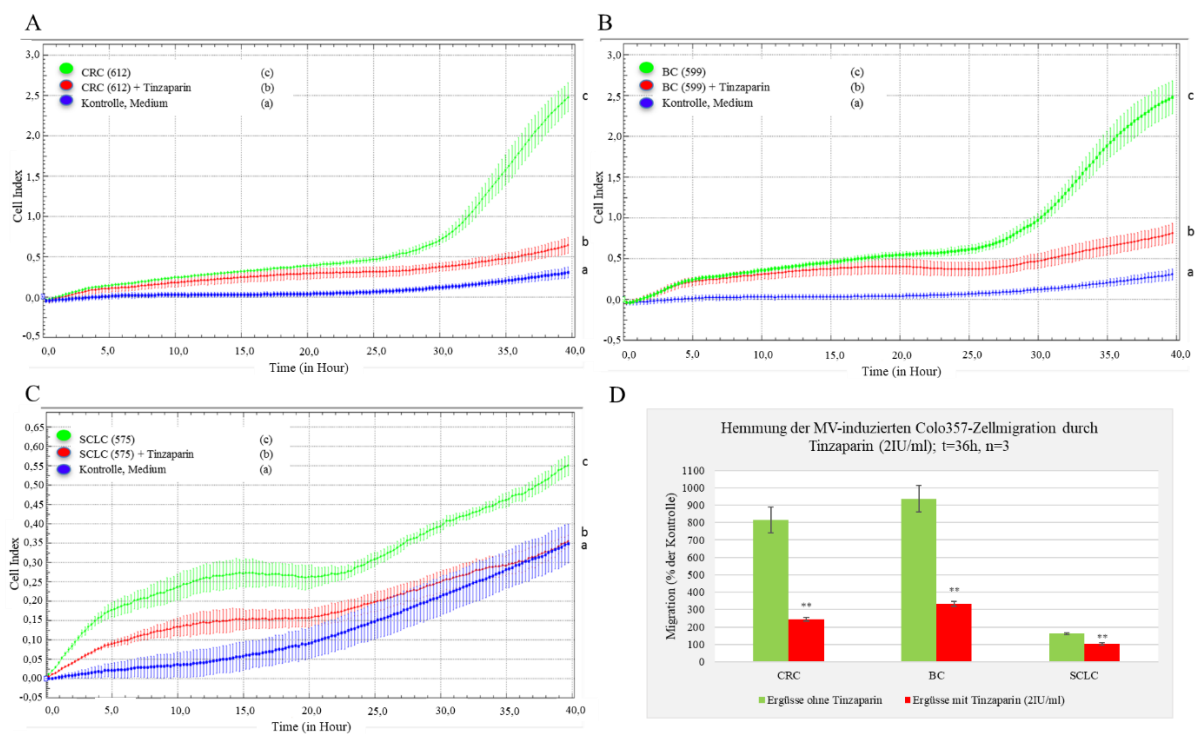 A
3,0
2,5
2,0
1,5
1,0
0,5
0,0
-0,5
Cell Index
CRC (612) (c)
CRC (612) + Tinzaparin (b)
Kontrolle, Medium (a)
c
b
a
0,0 5,0 10,0 15,0 20,0 25,0 30,0 35,0 40,0
Time (in Hour)
B
3,0
2,5
2,0
1,5
1,0
0,5
0,0
-0,5
Cell Index
BC (599) (c)
BC (599) + Tinzaparin (b)
Kontrolle, Medium (a)
c
b
a
0,0 5,0 10,0 15,0 20,0 25,0 30,0 35,0 40,0
Time (in Hour)
C
0,65
0,60
0,55
0,50
0,45
0,40
0,35
0,30
0,25
0,20
0,15
0,10
0,05
0,00
-0,05
Cell Index
SCLC (575) (c)
SCLC (575) + Tinzaparin (b)
Kontrolle, Medium (a)
c
b
a
0,0 5,0 10,0 15,0 20,0 25,0 30,0 35,0 40,0
Time (in Hour)
D
Hemmung der MV-induzierten Colo357-Zellmigration durch
Tinzaparin (2IU/ml); t=36h, n=3
1100
1000
900
800
700
600
500
400
300
200
100
0
Migration (% der Kontrolle)
**
**
**
CRC BC SCLC
Ergüsse ohne Tinzaparin Ergüsse mit Tinzaparin (2IU/ml)